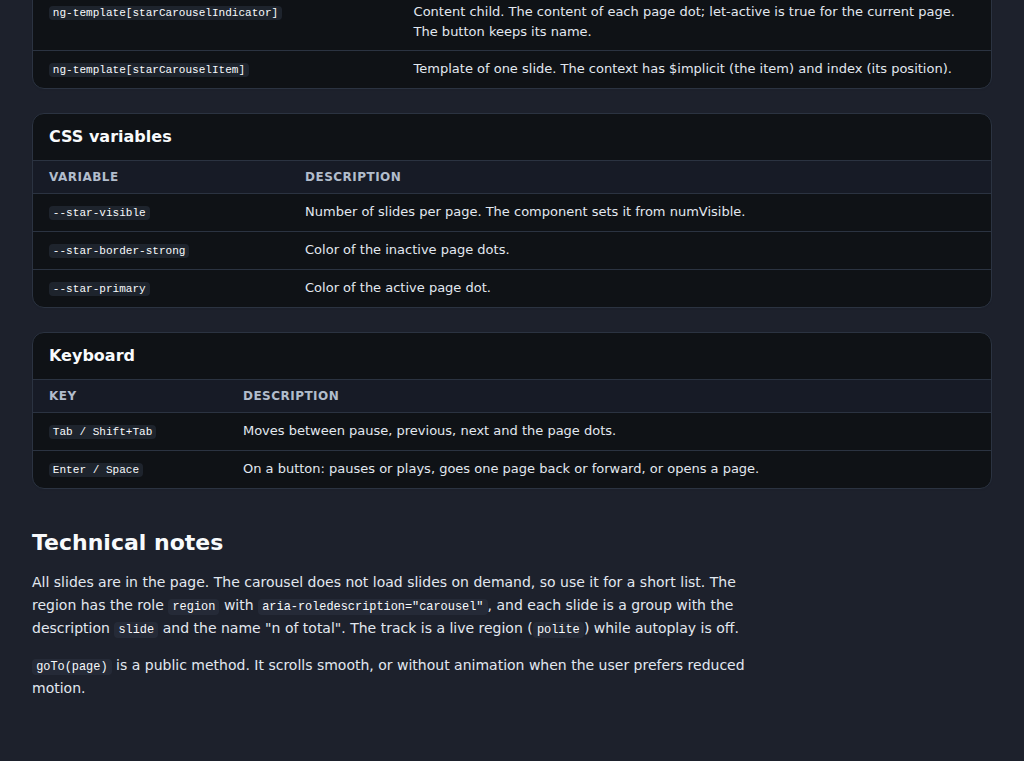 ng-template[starCarouselIndicator] Content child. The content of each page dot; let-active is true for the current page.
The button keeps its name.
ng-template[starCarouselItem] Template of one slide. The context has $implicit (the item) and index (its position).
CSS variables
VARIABLE DESCRIPTION
--star-visible Number of slides per page. The component sets it from numVisible.
--star-border-strong Color of the inactive page dots.
--star-primary Color of the active page dot.
Keyboard
KEY DESCRIPTION
Tab / Shift+Tab Moves between pause, previous, next and the page dots.
Enter / Space On a button: pauses or plays, goes one page back or forward, or opens a page.
Technical notes
All slides are in the page. The carousel does not load slides on demand, so use it for a short list. The
region has the role region with aria-roledescription="carousel", and each slide is a group with the
description slide and the name "n of total". The track is a live region (polite) while autoplay is off.
goTo(page) is a public method. It scrolls smooth, or without animation when the user prefers reduced
motion.